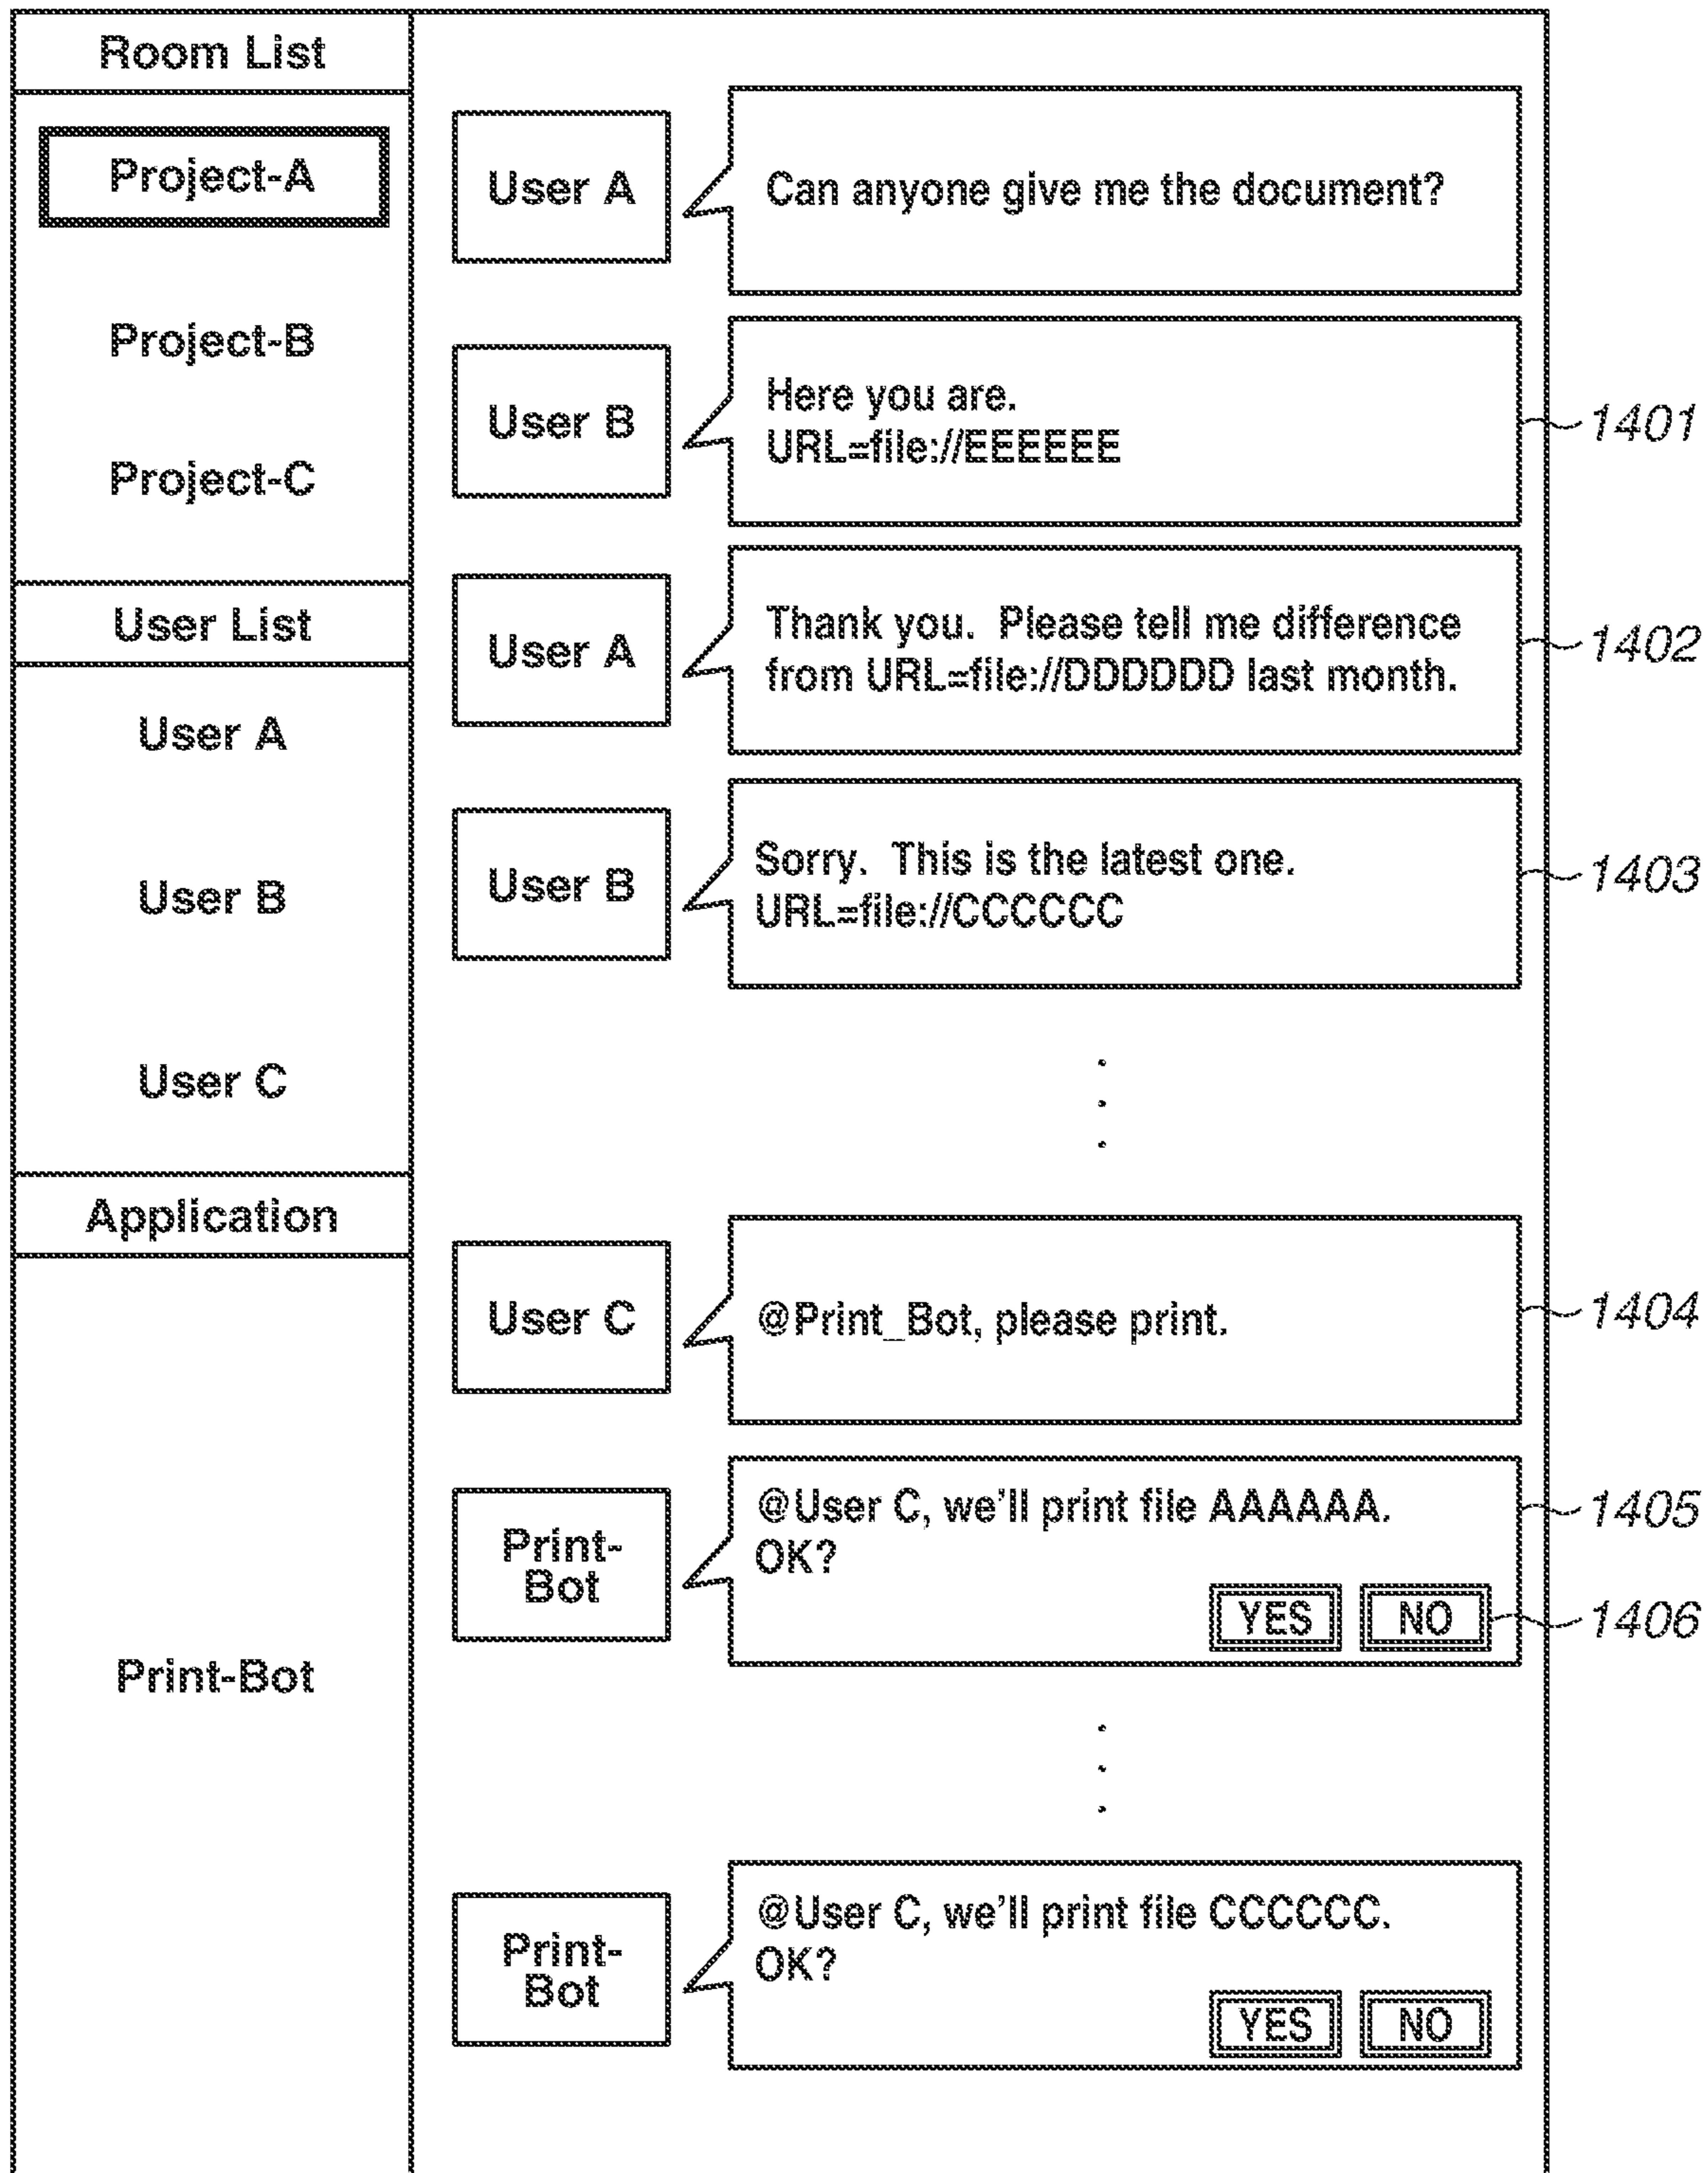 Room List
Project-A
Project-B
Project-C
User List
User A
User B
User C
Application
Print-Bot
User A
Can anyone give me the document?
User B
Here you are.
URL=file://EEEEEE
1401
User A
Thank you.  Please tell me difference
from URL=file://DDDDDD last month.
1402
User B
Sorry.  This is the latest one.
URL=file://CCCCCC
1403
User C
@Print_Bot, please print.
1404
Print-
Bot
@User C, we'll print file AAAAAA.
OK?
1405
YES NO
1406
Print-
Bot
@User C, we'll print file CCCCCC.
OK?
YES NO